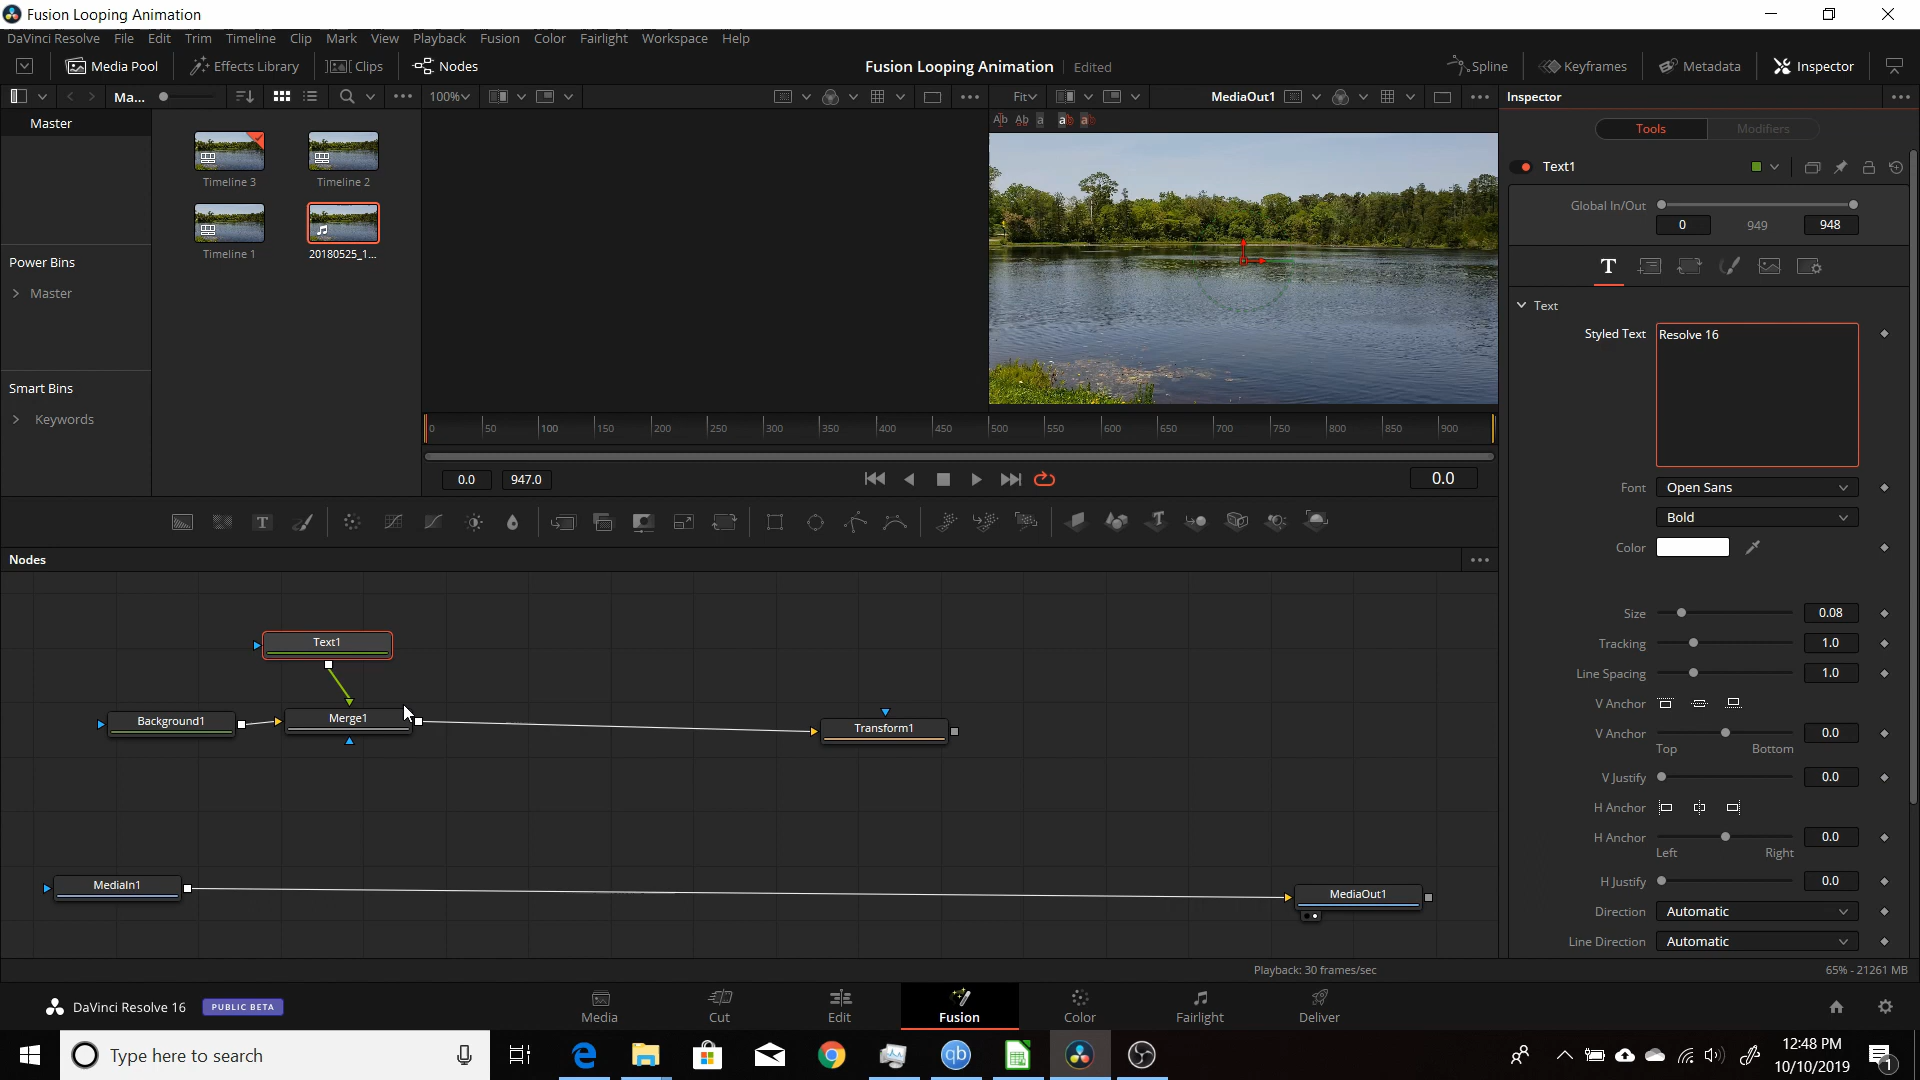 Fusion Looping Animation
DaVinci Resolve File Edit Trim Timeline Clip Mark View Playback Fusion Color Fairlight Workspace Help
Media Pool Effects Library Clips Nodes Fusion Looping Animation Edited Spline Keyframes Metadata Inspector
Ma... 100% Fit MediaOut1 Inspector
Master
Tools Modifiers
Text1
Timeline 3 Timeline 2
Global In/Out
0 949 948
Timeline 1 20180525_1...
Power Bins
Master
Text
Styled Text Resolve 16
Smart Bins
Keywords
0 50 100 150 200 250 300 350 400 450 500 550 600 650 700 750 800 850 900
0.0 947.0 0.0
Font Open Sans
Bold
Color
Nodes
Size 0.08
Text1
Tracking 1.0
Line Spacing 1.0
V Anchor
Background1 Merge1 Transform1
V Anchor 0.0
Top Bottom
V Justify 0.0
H Anchor
H Anchor 0.0
Left Right
MediaIn1 MediaOut1
H Justify 0.0
Direction Automatic
Line Direction Automatic
Playback: 30 frames/sec 65% - 21261 MB
DaVinci Resolve 16 PUBLIC BETA
Media Cut Edit Fusion Color Fairlight Deliver
Type here to search
12:48 PM
10/10/2019
1